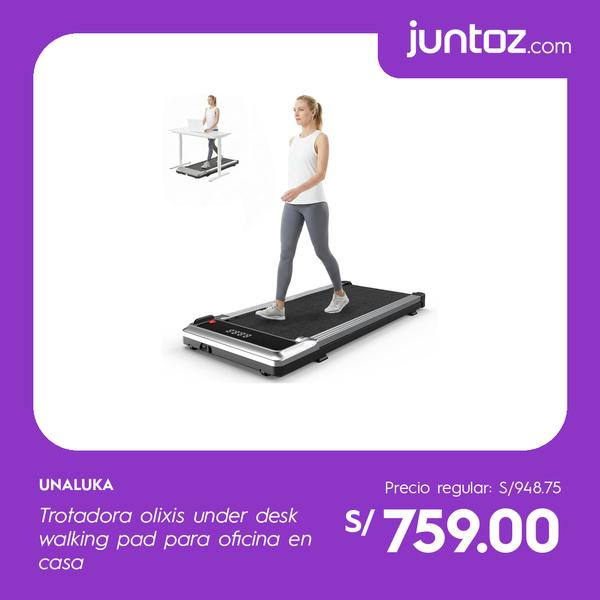 juntoz.com
UNALUKA
Trotadora olixis under desk
walking pad para oficina en
casa
Precio regular: S/948.75
S/ 759.00